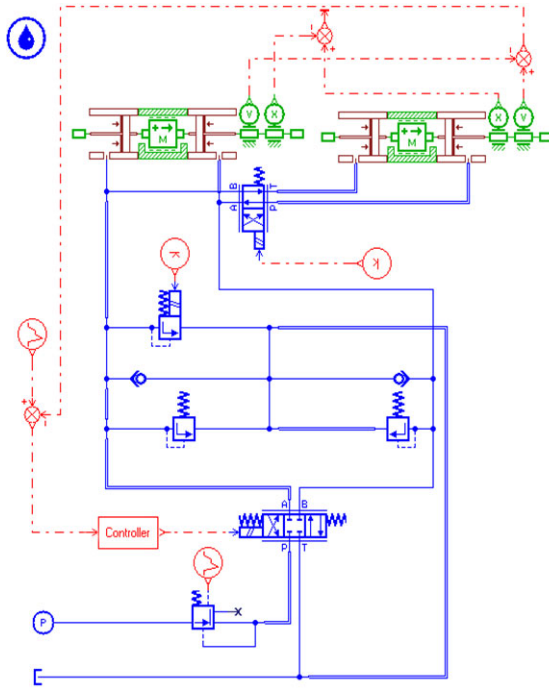 +
+
V X X V
M M
B T
A P
K K
+
A B
Controller
P T
P